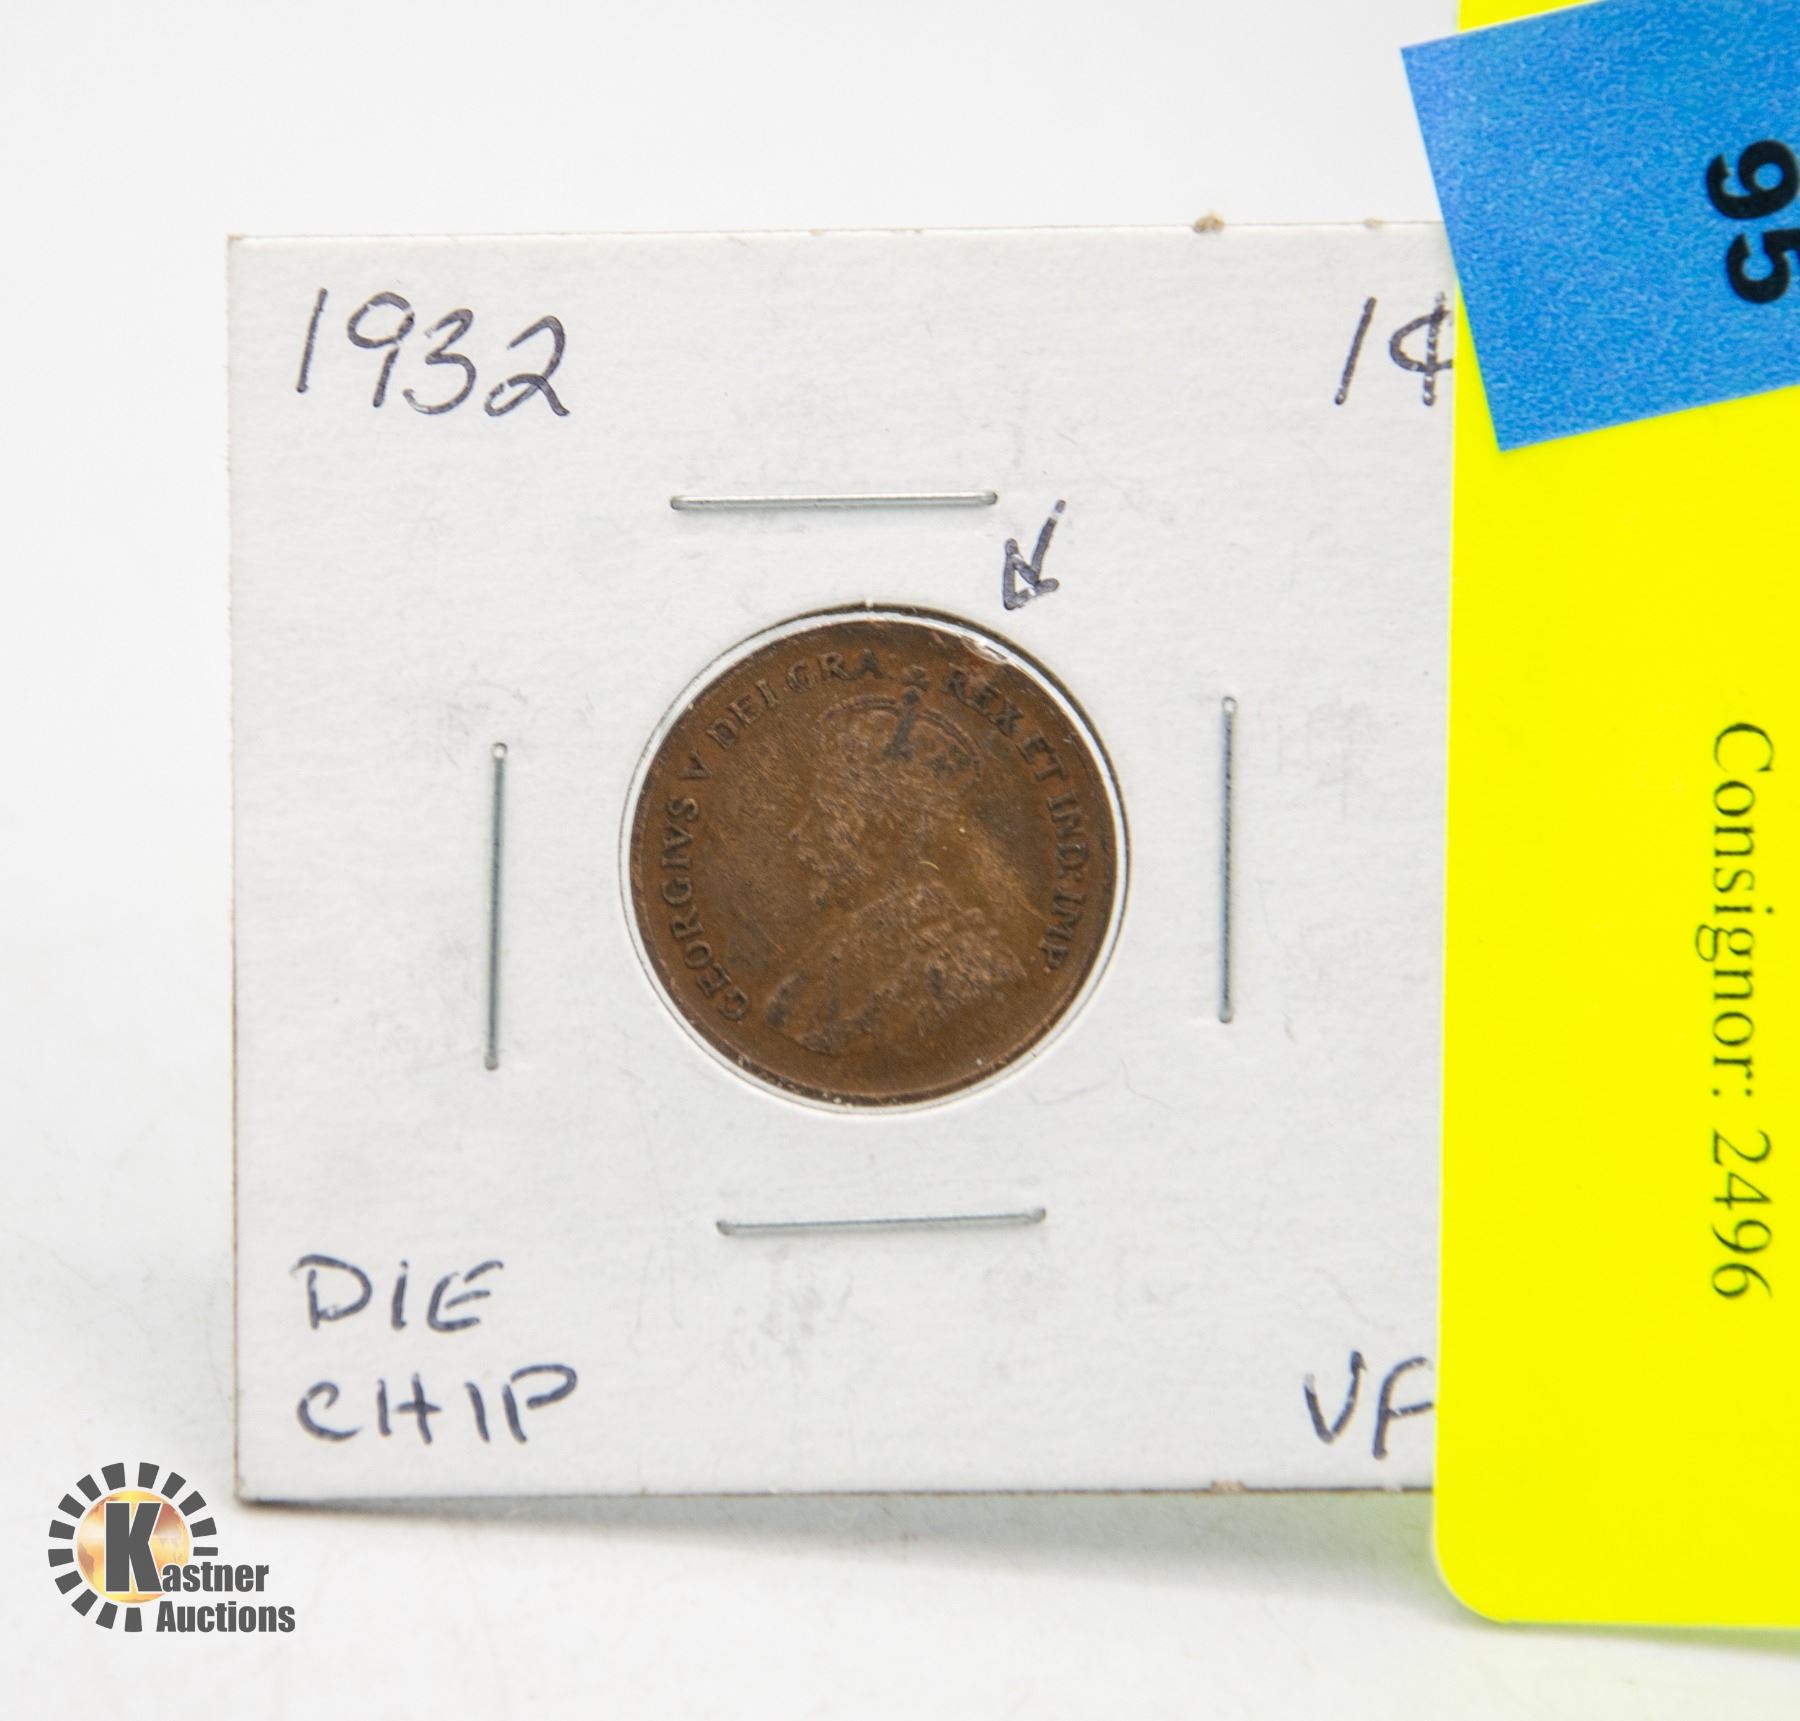 1932
1¢
95
GEORGIVS V DEI GRA: REX ET IND: IMP:
Consignor: 2496
DIE
CHIP
VF
Kastner
Auctions